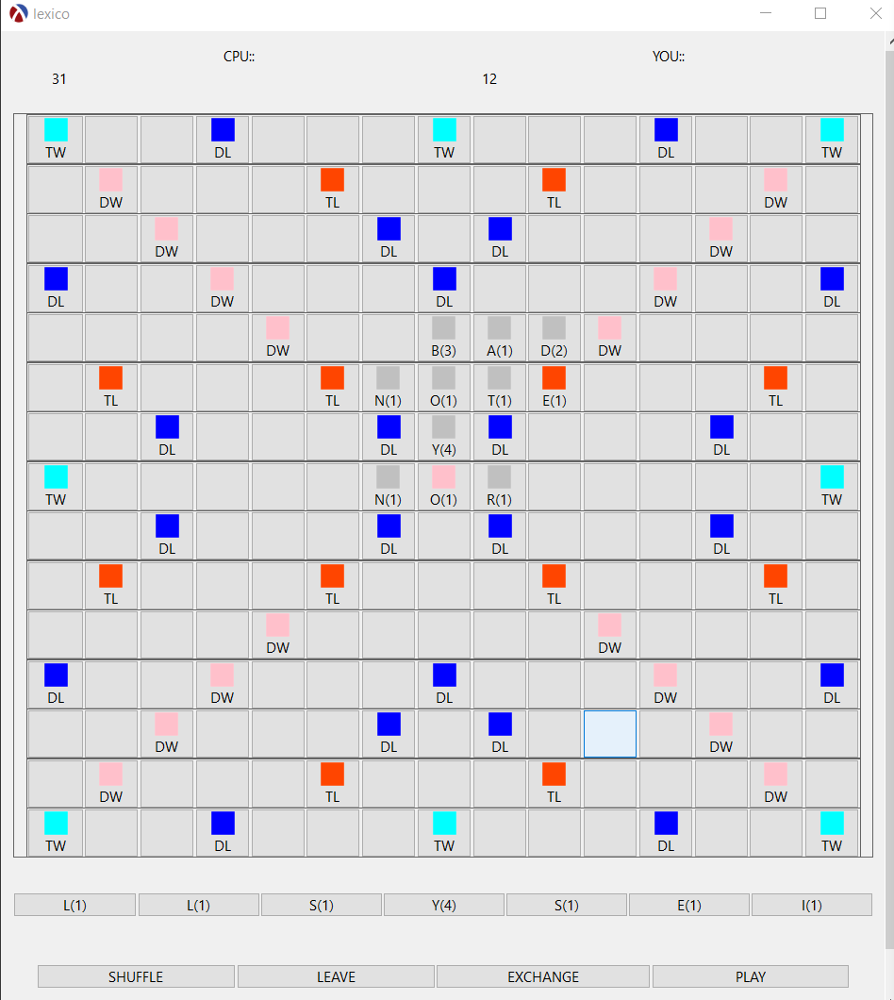 lexico
CPU:: YOU::
31 12
TW DL TW DL TW
DW TL TL DW
DW DL DL DW
DL DW DL DW DL
DW B(3) A(1) D(2) DW
TL TL N(1) O(1) T(1) E(1) TL
DL DL Y(4) DL DL
TW N(1) O(1) R(1) TW
DL DL DL DL
TL TL TL TL
DW DW
DL DW DL DW DL
DW DL DL DW
DW TL TL DW
TW DL TW DL TW
L(1) L(1) S(1) Y(4) S(1) E(1) I(1)
SHUFFLE LEAVE EXCHANGE PLAY